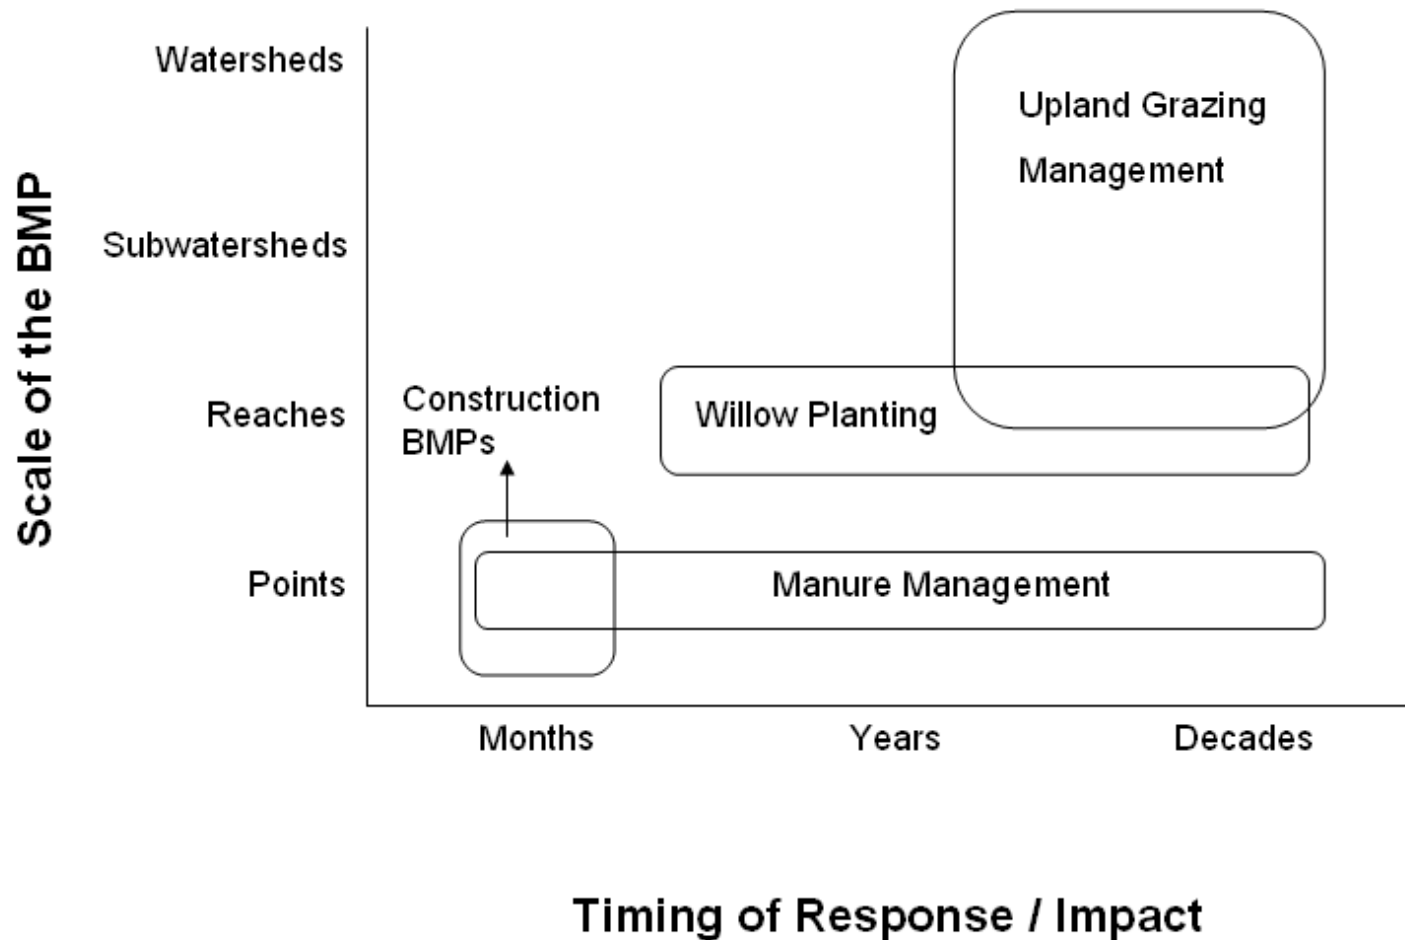 Watersheds
Upland Grazing
Management
Subwatersheds
Scale of the BMP
Construction
BMPs
Reaches
Willow Planting
Points
Manure Management
Months
Years
Decades
Timing of Response / Impact